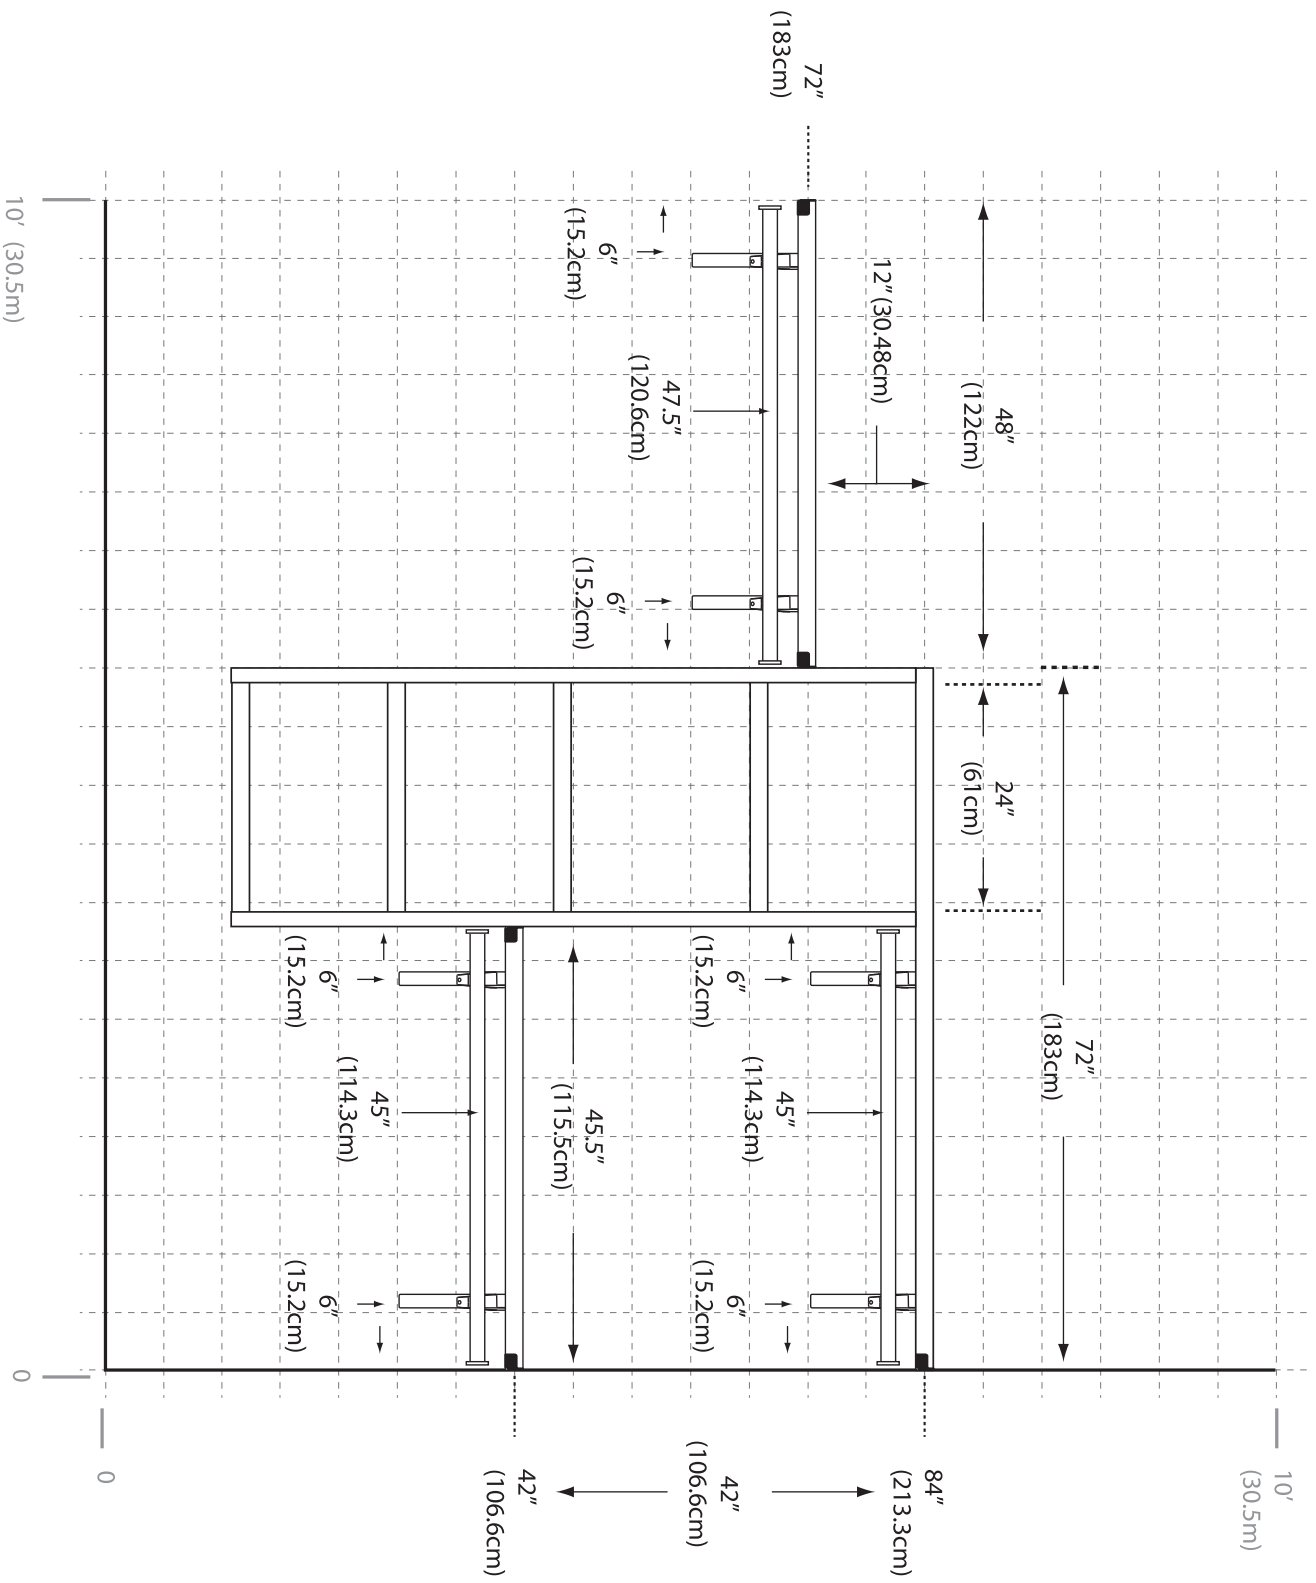 10′
(30.5m)
72″
(183cm)
48″
(122cm)
24″
(61cm)
84″
(213.3cm)
12″ (30.48cm)
72″
(183cm)
45″
(114.3cm)
6″
(15.2cm)
6″
(15.2cm)
42″
(106.6cm)
47.5″
(120.6cm)
6″
(15.2cm)
6″
(15.2cm)
45.5″
(115.5cm)
42″
(106.6cm)
45″
(114.3cm)
6″
(15.2cm)
6″
(15.2cm)
0
10′ (30.5m)
0